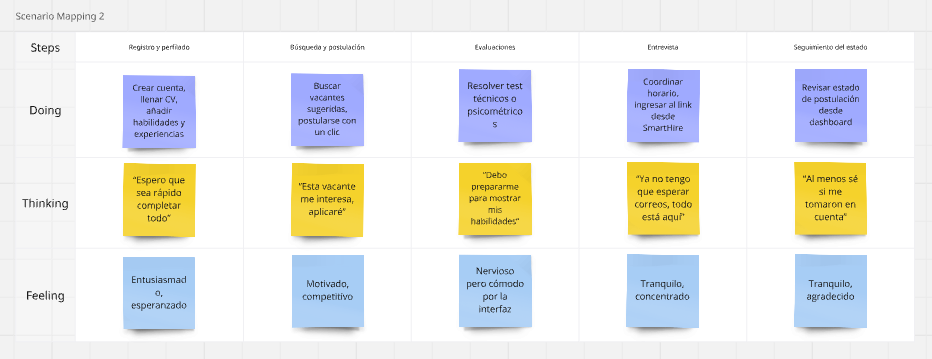 Scenario Mapping 2
Steps
Registro y perfilado
Búsqueda y postulación
Evaluaciones
Entrevista
Seguimiento del estado
Doing
Crear cuenta,
llenar CV,
añadir
habilidades y
experiencias
Buscar
vacantes
sugeridas,
postularse con
un clic
Resolver test
técnicos o
psicométrico
s
Coordinar
horario,
ingresar al link
desde
SmartHire
Revisar estado
de postulación
desde
dashboard
Thinking
“Espero que
sea rápido
completar
todo”
“Esta vacante
me interesa,
aplicaré”
“Debo
prepararme
para mostrar
mis
habilidades”
“Ya no tengo
que esperar
correos, todo
está aquí”
“Al menos sé
si me
tomaron en
cuenta”
Feeling
Entusiasmad
o,
esperanzado
Motivado,
competitivo
Nervioso
pero cómodo
por la
interfaz
Tranquilo,
concentrado
Tranquilo,
agradecido